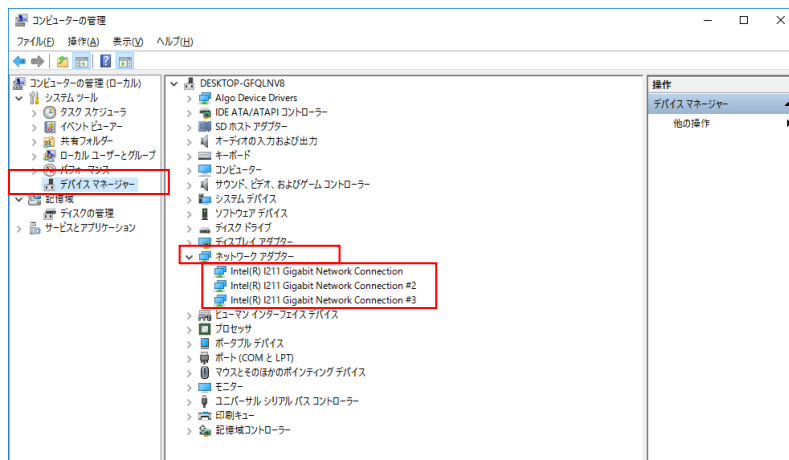 コンピューターの管理
ファイル(F) 操作(A) 表示(V) ヘルプ(H)
コンピューターの管理 (ローカル)
システム ツール
タスク スケジューラ
イベント ビューアー
共有フォルダー
ローカル ユーザーとグループ
パフォーマンス
デバイス マネージャー
記憶域
ディスクの管理
サービスとアプリケーション
DESKTOP-GFQLNV8
Algo Device Drivers
IDE ATA/ATAPI コントローラー
SD ホスト アダプター
オーディオの入力および出力
キーボード
コンピューター
サウンド、ビデオ、およびゲーム コントローラー
システム デバイス
ソフトウェア デバイス
ディスク ドライブ
ディスプレイ アダプター
ネットワーク アダプター
Intel(R) I211 Gigabit Network Connection
Intel(R) I211 Gigabit Network Connection #2
Intel(R) I211 Gigabit Network Connection #3
ヒューマン インターフェイス デバイス
プロセッサ
ポータブル デバイス
ポート (COM と LPT)
マウスとそのほかのポインティング デバイス
モニター
ユニバーサル シリアル バス コントローラー
印刷キュー
記憶域コントローラー
操作
デバイス マネージャー
他の操作